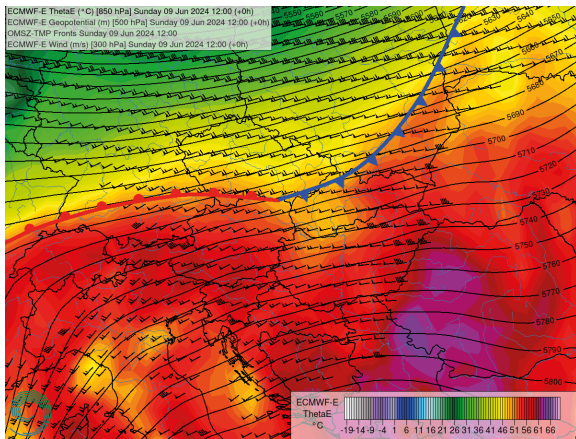 ECMWF-E ThetaE (°C) [850 hPa] Sunday 09 Jun 2024 12:00 (+0h)
ECMWF-E Geopotential (m) [500 hPa] Sunday 09 Jun 2024 12:00 (+0h)
OMSZ-TMP Fronts Sunday 09 Jun 2024 12:00
ECMWF-E Wind (m/s) [300 hPa] Sunday 09 Jun 2024 12:00 (+0h)
5550
5640
5650
5670
5660
5680
5690
5700
5710
5720
5730
5740
5750
5760
5770
5780
5790
5800
ECMWF-E
ThetaE
°C
-19-14-9 -4 1 6 11 16 21 26 31 36 41 46 51 56 61 66